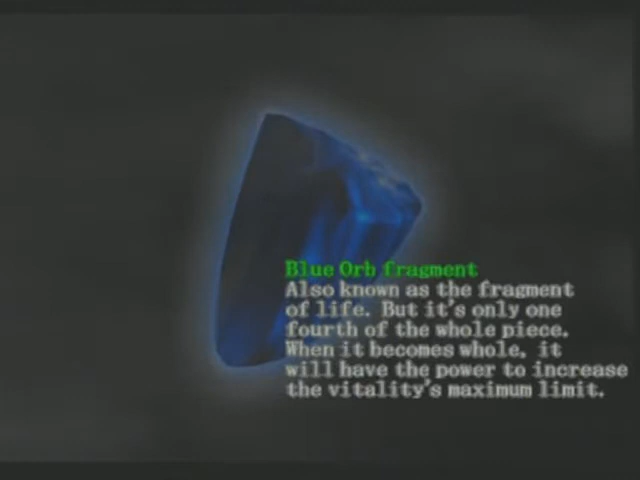 Blue Orb fragment
Also known as the fragment
of life. But it's only one
fourth of the whole piece.
When it becomes whole, it
will have the power to increase
the vitality's maximum limit.